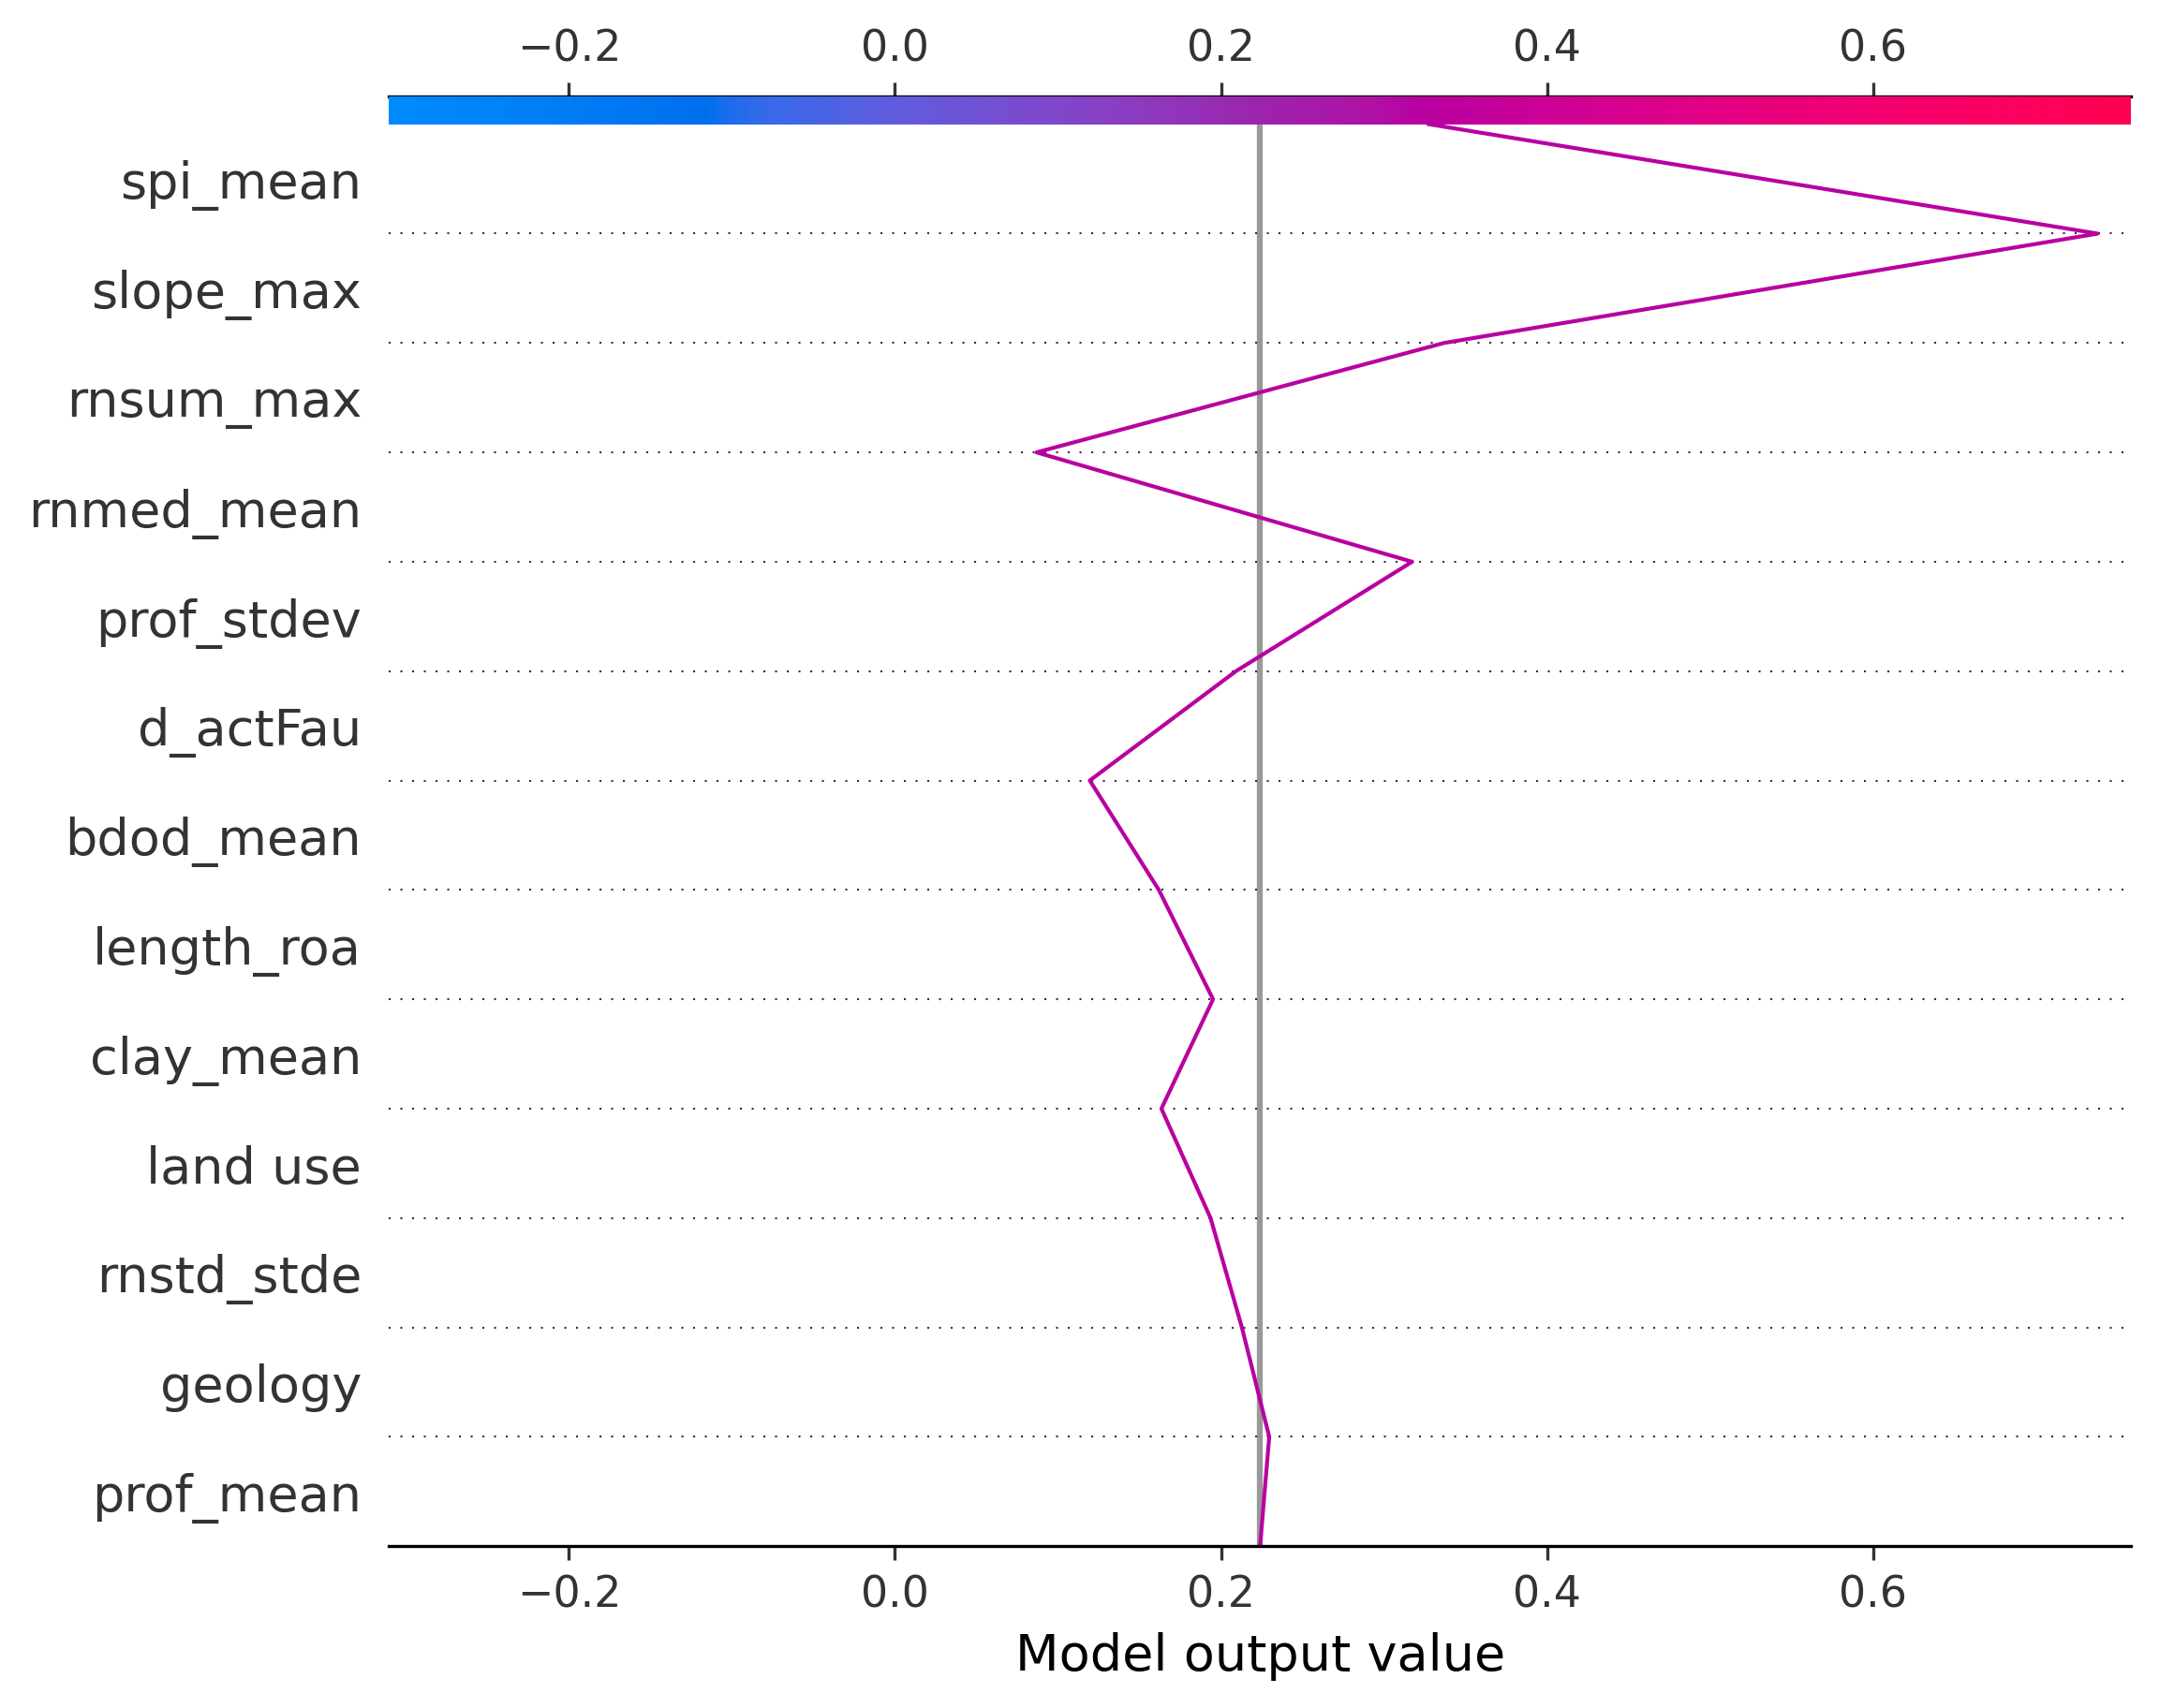 −0.2 0.0 0.2 0.4 0.6
spi_mean
slope_max
rnsum_max
rnmed_mean
prof_stdev
d_actFau
bdod_mean
length_roa
clay_mean
land use
rnstd_stde
geology
prof_mean
−0.2 0.0 0.2 0.4 0.6
Model output value